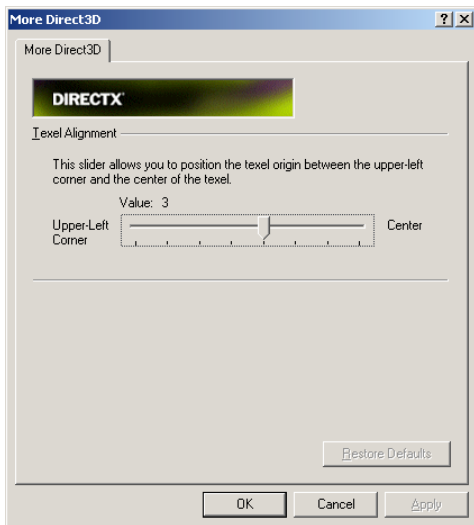 More Direct3D
More Direct3D
DIRECTX
Texel Alignment
This slider allows you to position the texel origin between the upper-left
corner and the center of the texel.
Value: 3
Upper-Left
Corner
Center
Restore Defaults
OK Cancel Apply